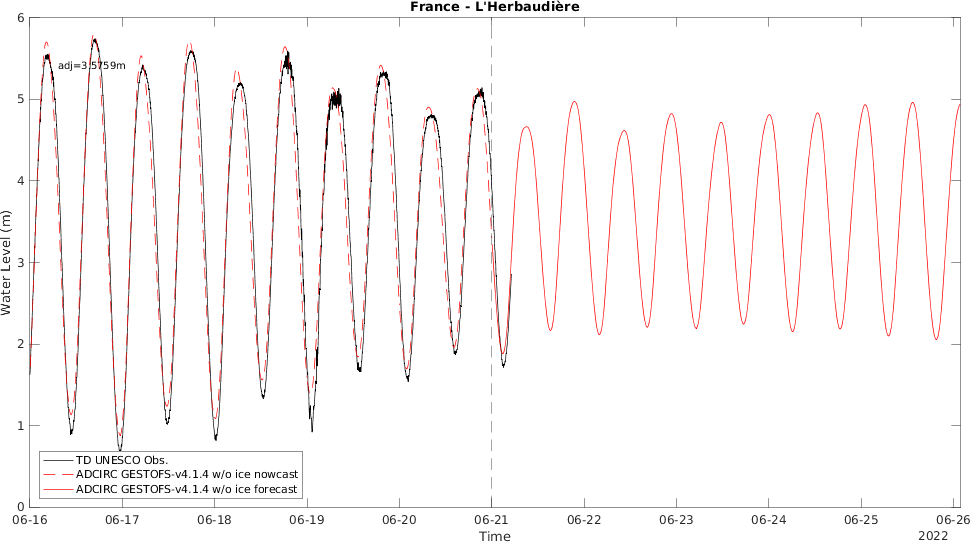 France - L'Herbaudière
6
adj=3.5759m
5
4
3
2
1
0
Water Level (m)
TD UNESCO Obs.
ADCIRC GESTOFS-v4.1.4 w/o ice nowcast
ADCIRC GESTOFS-v4.1.4 w/o ice forecast
06-16 06-17 06-18 06-19 06-20 06-21 06-22 06-23 06-24 06-25 06-26
Time
2022